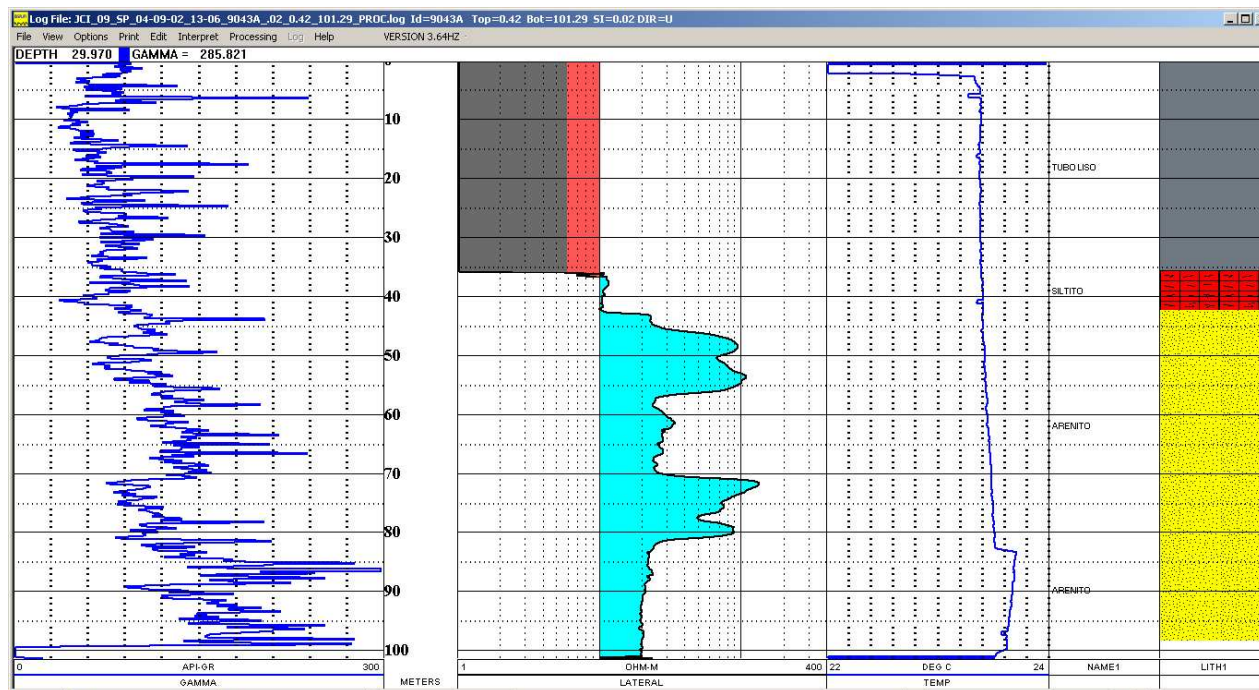 Log File: JCI_09_SP_04-09-02_13-06_9043A_.02_0.42_101.29_PROC.log Id=9043A Top=0.42 Bot=101.29 SI=0.02 DIR=U
File View Options Print Edit Interpret Processing Log Help VERSION 3.64HZ
DEPTH 29.970 GAMMA = 285.821
10
TUBO LISO
20
30
SILTITO
40
50
60
ARENITO
70
80
90
ARENITO
100
0 API-GR 300 1 OHM-M 400 22 DEG C 24 NAME1 LITH1
GAMMA METERS LATERAL TEMP